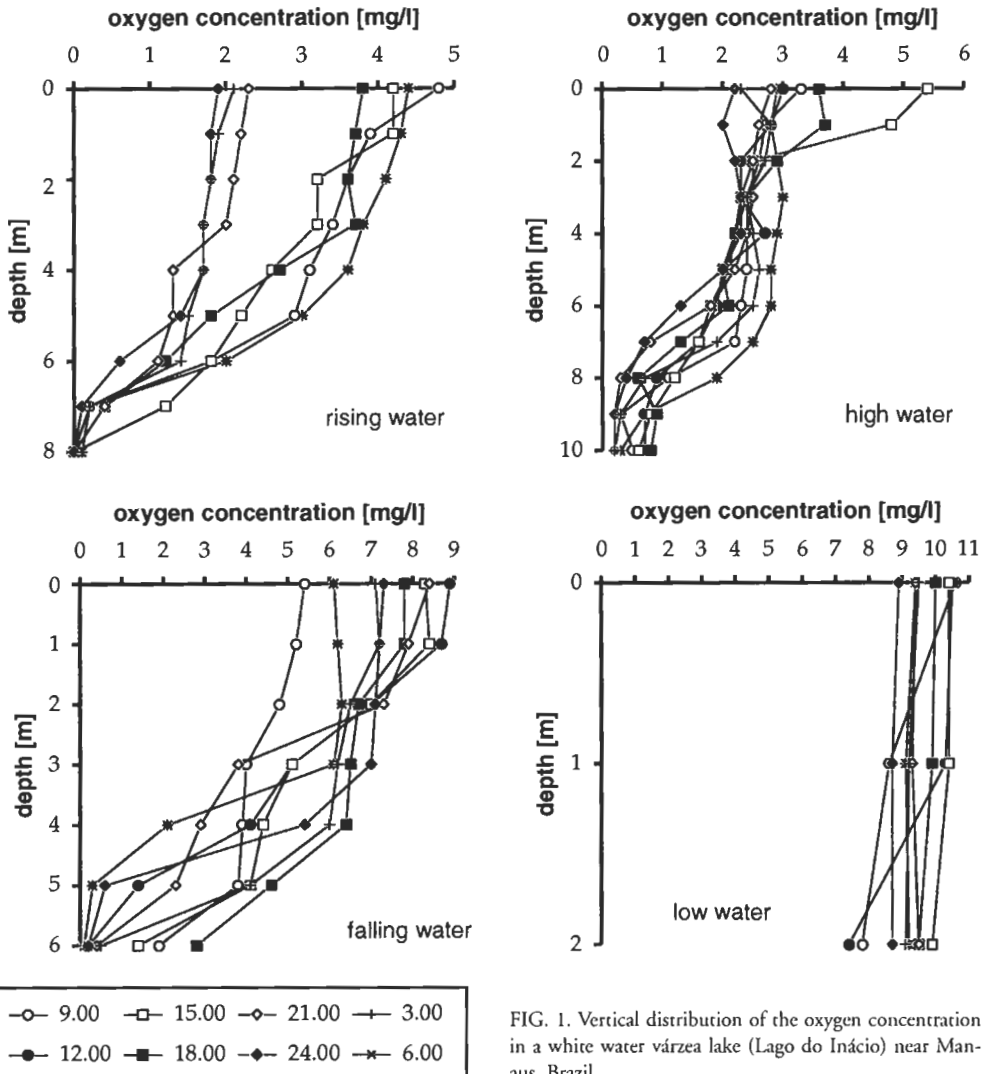 oxygen concentration [mg/l]
0 1 2 3 4 5
0
2
4
6
8
depth [m]
rising water
oxygen concentration [mg/l]
0 1 2 3 4 5 6
0
2
4
6
8
10
depth [m]
high water
oxygen concentration [mg/l]
0 1 2 3 4 5 6 7 8 9
0
1
2
3
4
5
6
depth [m]
falling water
oxygen concentration [mg/l]
0 1 2 3 4 5 6 7 8 9 10 11
0
1
2
depth [m]
low water
9.00 15.00 21.00 3.00
12.00 18.00 24.00 6.00
FIG. 1. Vertical distribution of the oxygen concentration
in a white water várzea lake (Lago do Inácio) near Man-
aus, Brazil